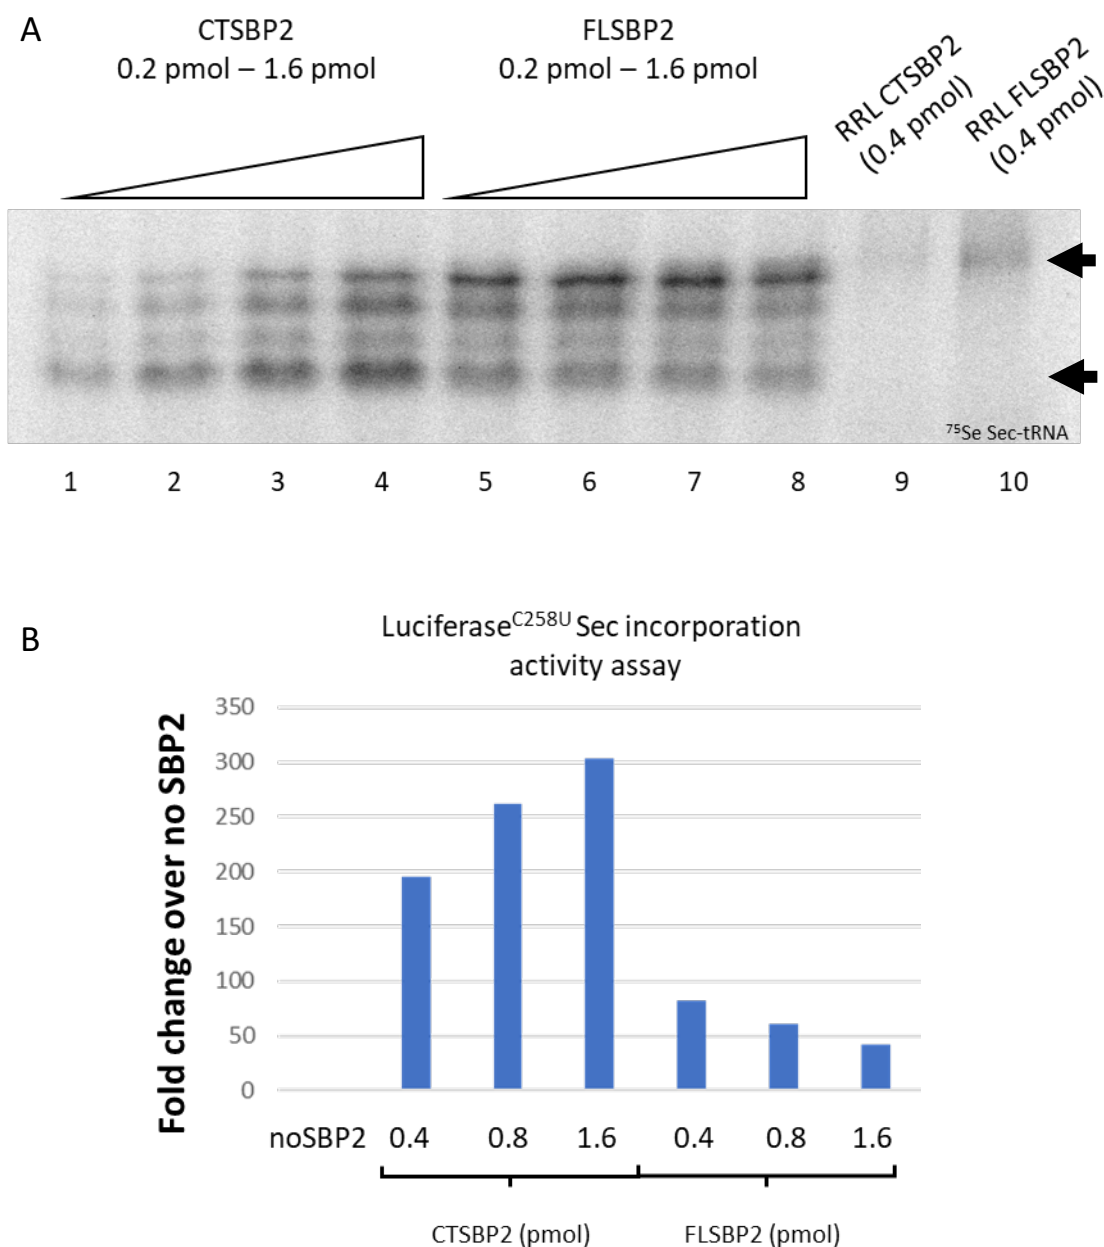 A
CTSBP2
0.2 pmol – 1.6 pmol
FLSBP2
0.2 pmol – 1.6 pmol
RRL CTSBP2
(0.4 pmol)
RRL FLSBP2
(0.4 pmol)
⁷⁵Se Sec-tRNA
1 2 3 4 5 6 7 8 9 10
B
Luciferase^C258U Sec incorporation
activity assay
Fold change over no SBP2
350
300
250
200
150
100
50
0
noSBP2 0.4 0.8 1.6 0.4 0.8 1.6
CTSBP2 (pmol) FLSBP2 (pmol)